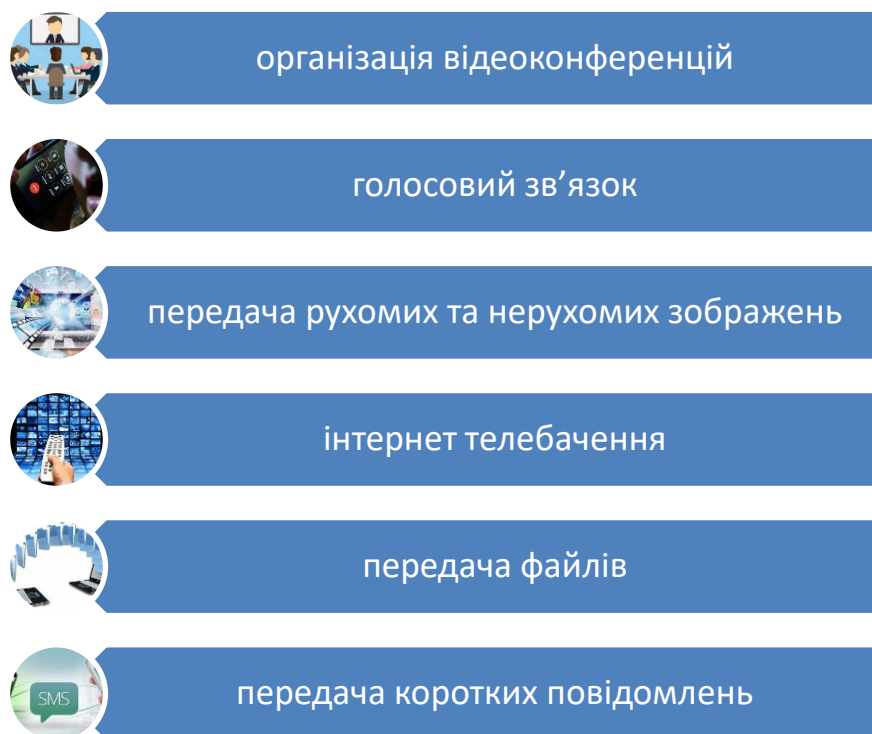 організація відеоконференцій
голосовий зв’язок
передача рухомих та нерухомих зображень
інтернет телебачення
передача файлів
SMS
передача коротких повідомлень